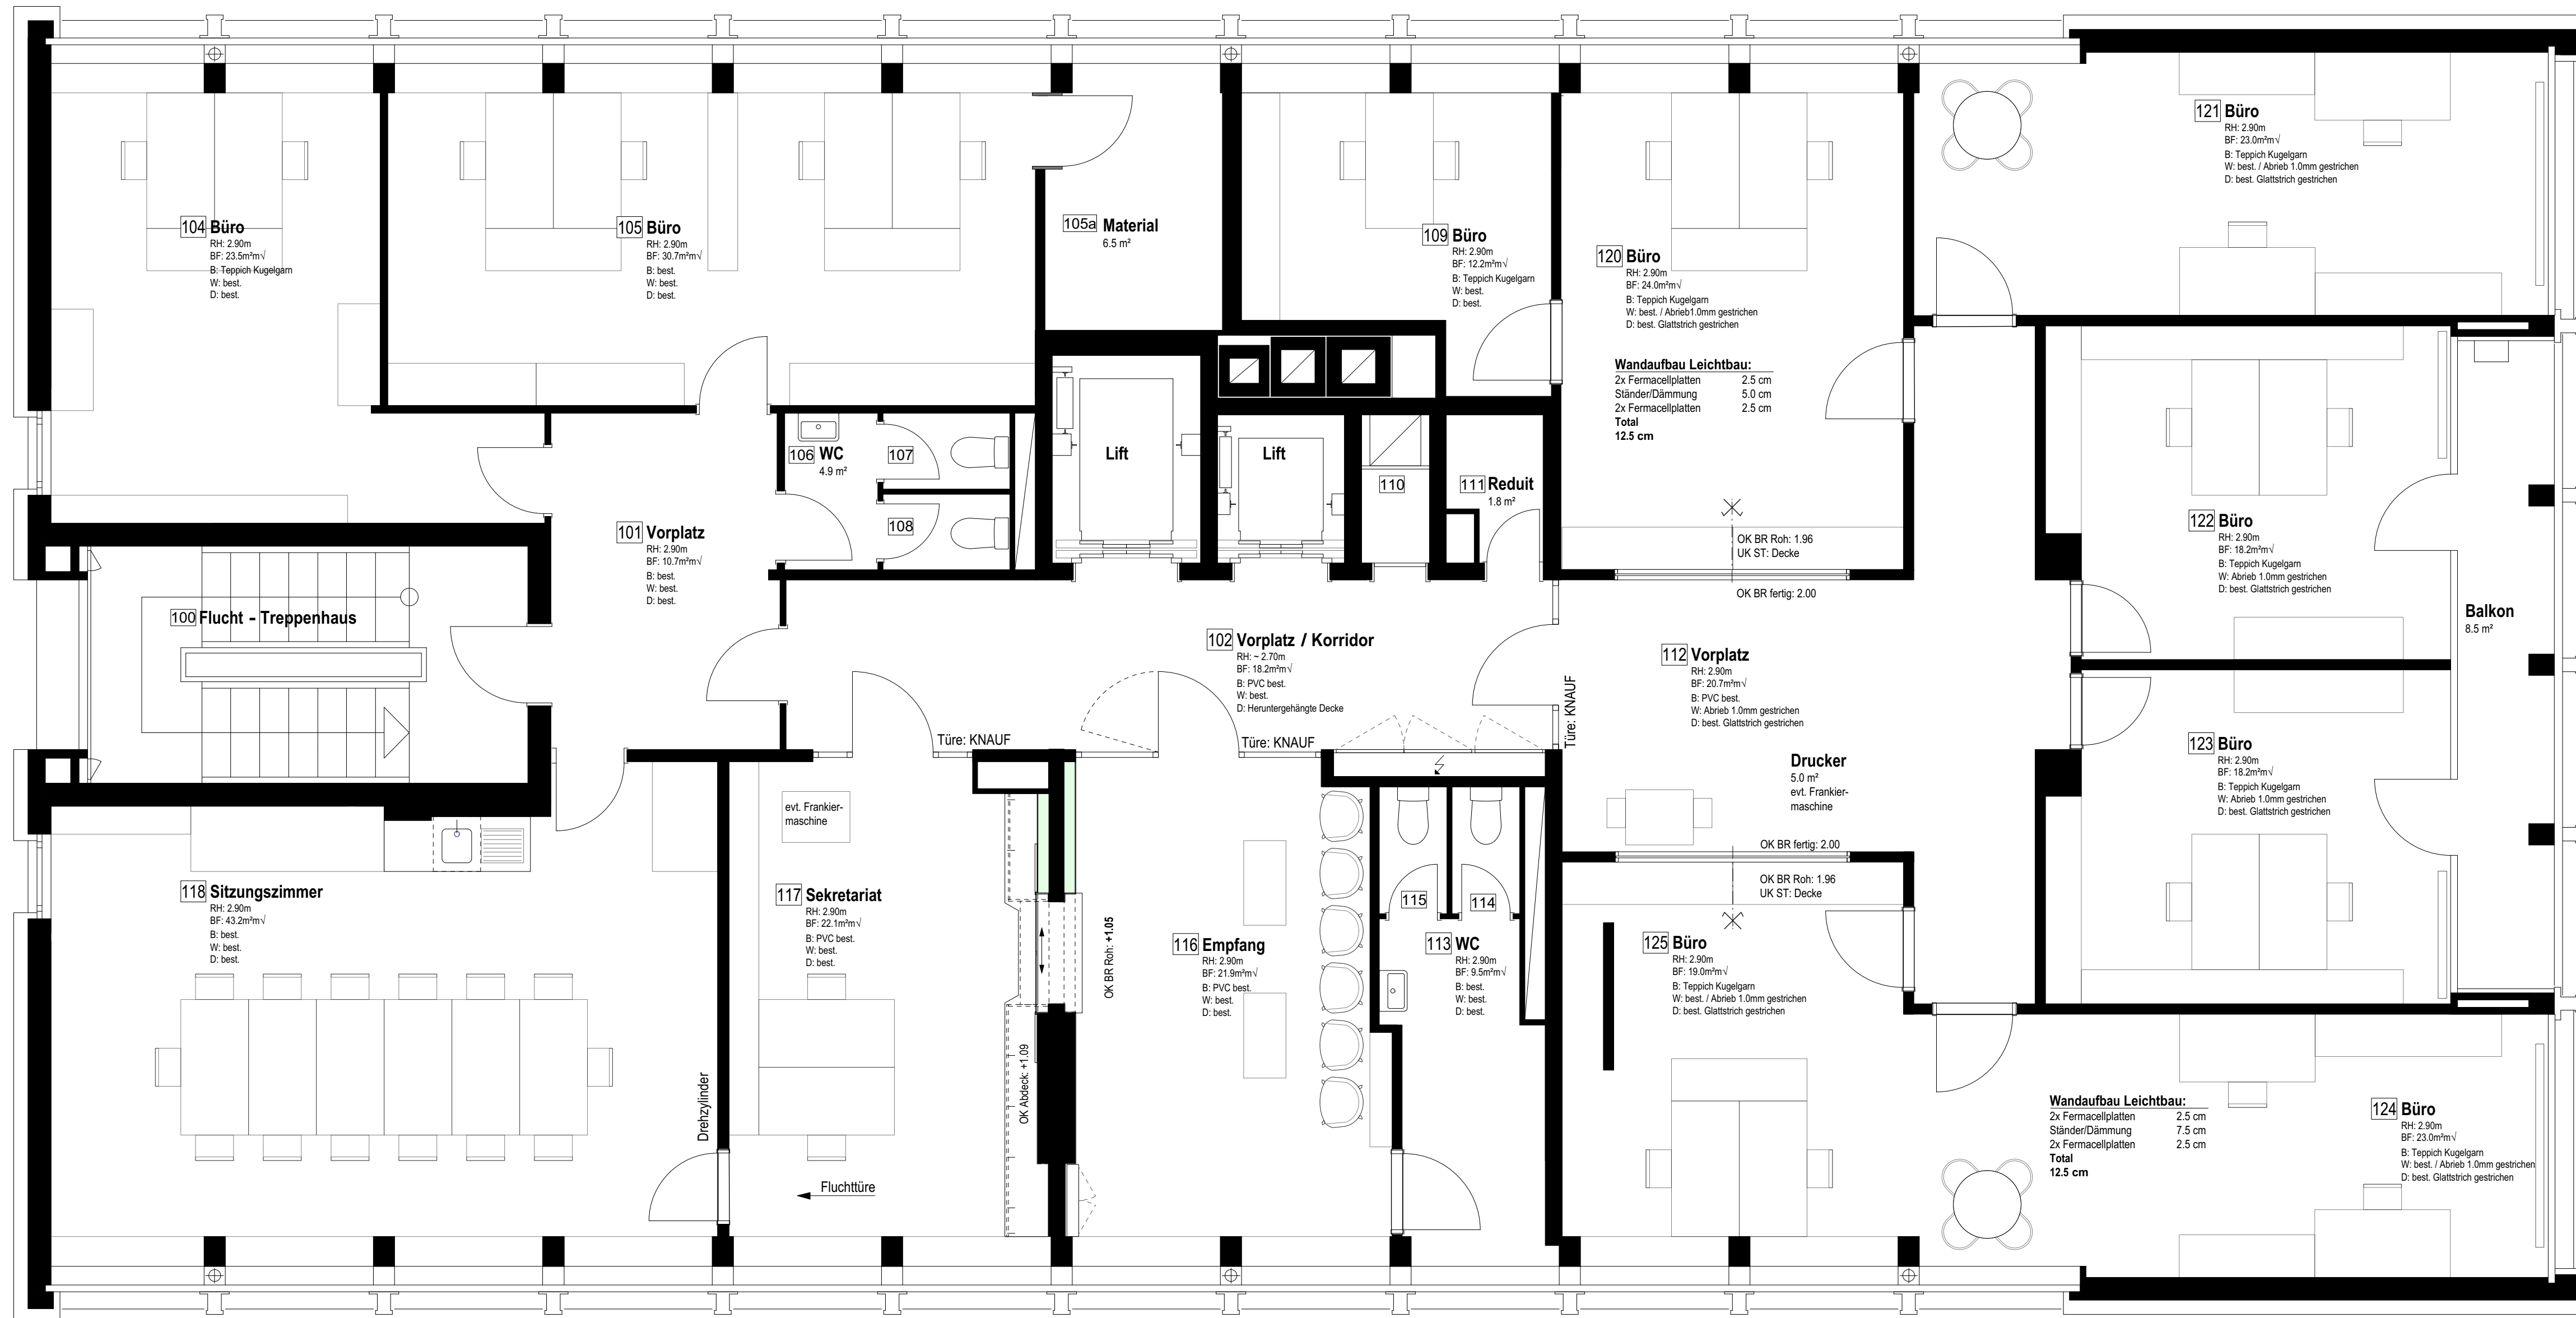 104 Büro
RH: 2.90m
BF: 23.5m²m√
B: Teppich Kugelgarn
W: best.
D: best.
105 Büro
RH: 2.90m
BF: 30.7m²m√
B: best.
W: best.
D: best.
105a Material
6.5 m²
109 Büro
RH: 2.90m
BF: 12.2m²m√
B: Teppich Kugelgarn
W: best.
D: best.
120 Büro
RH: 2.90m
BF: 24.0m²m√
B: Teppich Kugelgarn
W: best. / Abrieb1.0mm gestrichen
D: best. Glattstrich gestrichen
Wandaufbau Leichtbau:
2x Fermacellplatten 2.5 cm
Ständer/Dämmung 5.0 cm
2x Fermacellplatten 2.5 cm
Total
12.5 cm
OK BR Roh: 1.96
UK ST: Decke
OK BR fertig: 2.00
121 Büro
RH: 2.90m
BF: 23.0m²m√
B: Teppich Kugelgarn
W: best. / Abrieb 1.0mm gestrichen
D: best. Glattstrich gestrichen
106 WC
4.9 m²
107
108
Lift
Lift
110
111 Reduit
1.8 m²
101 Vorplatz
RH: 2.90m
BF: 10.7m²m√
B: best.
W: best.
D: best.
100 Flucht - Treppenhaus
102 Vorplatz / Korridor
RH: ~ 2.70m
BF: 18.2m²m√
B: PVC best.
W: best.
D: Heruntergehängte Decke
Türe: KNAUF
Türe: KNAUF
Türe: KNAUF
112 Vorplatz
RH: 2.90m
BF: 20.7m²m√
B: PVC best.
W: Abrieb 1.0mm gestrichen
D: best. Glattstrich gestrichen
Drucker
5.0 m²
evt. Frankier-
maschine
OK BR fertig: 2.00
OK BR Roh: 1.96
UK ST: Decke
122 Büro
RH: 2.90m
BF: 18.2m²m√
B: Teppich Kugelgarn
W: Abrieb 1.0mm gestrichen
D: best. Glattstrich gestrichen
Balkon
8.5 m²
123 Büro
RH: 2.90m
BF: 18.2m²m√
B: Teppich Kugelgarn
W: Abrieb 1.0mm gestrichen
D: best. Glattstrich gestrichen
118 Sitzungszimmer
RH: 2.90m
BF: 43.2m²m√
B: best.
W: best.
D: best.
Drehzylinder
evt. Frankier-
maschine
117 Sekretariat
RH: 2.90m
BF: 22.1m²m√
B: PVC best.
W: best.
D: best.
Fluchttüre
OK Abdeck: +1.09
OK BR Roh: +1.05
116 Empfang
RH: 2.90m
BF: 21.9m²m√
B: PVC best.
W: best.
D: best.
115
114
113 WC
RH: 2.90m
BF: 9.5m²m√
B: best.
W: best.
D: best.
125 Büro
RH: 2.90m
BF: 19.0m²m√
B: Teppich Kugelgarn
W: best. / Abrieb 1.0mm gestrichen
D: best. Glattstrich gestrichen
Wandaufbau Leichtbau:
2x Fermacellplatten 2.5 cm
Ständer/Dämmung 7.5 cm
2x Fermacellplatten 2.5 cm
Total
12.5 cm
124 Büro
RH: 2.90m
BF: 23.0m²m√
B: Teppich Kugelgarn
W: best. / Abrieb 1.0mm gestrichen
D: best. Glattstrich gestrichen